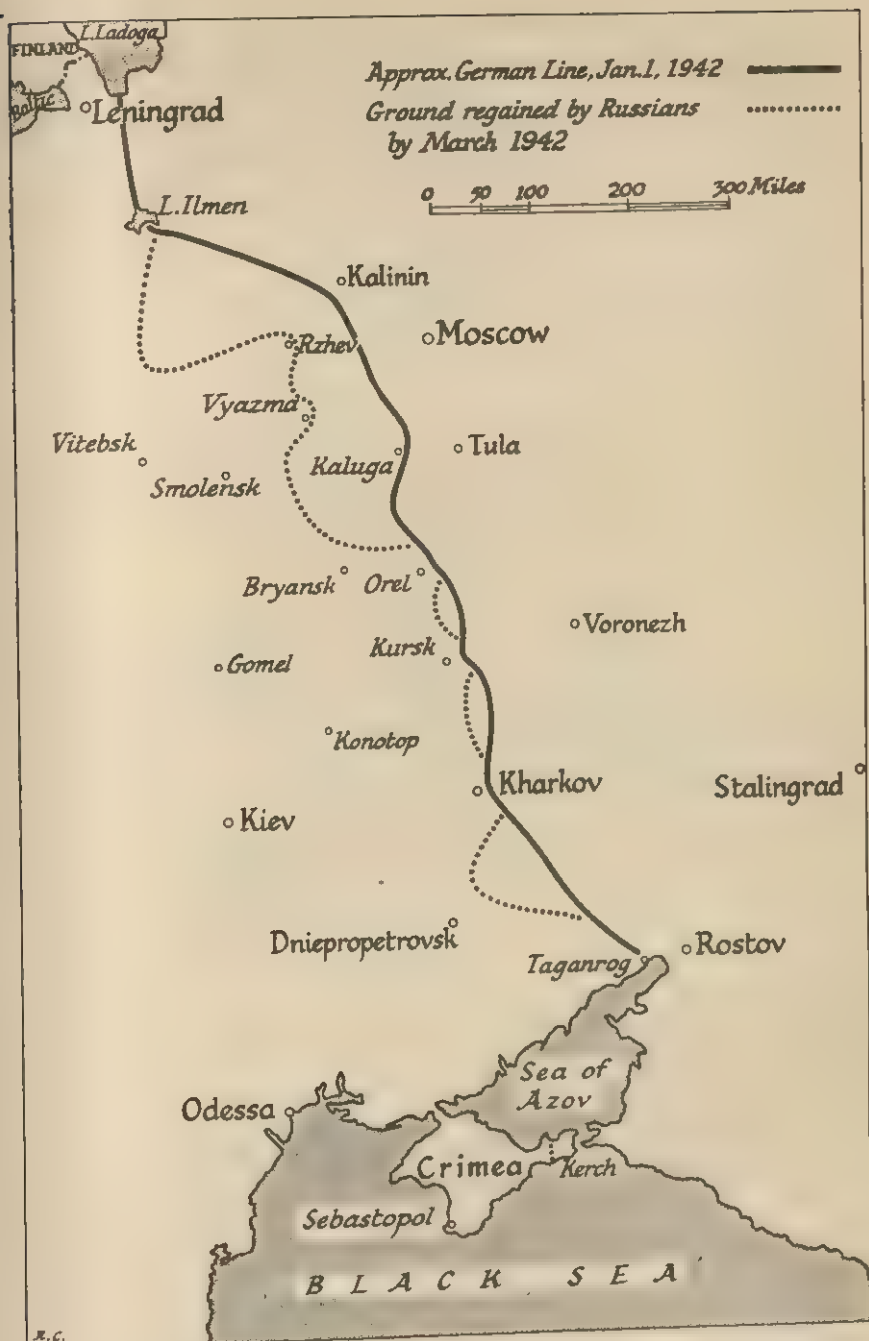 L.Ladoga
FINLAND
Baltic
Leningrad
Approx. German Line, Jan. 1, 1942
Ground regained by Russians
by March 1942
0 50 100 200 300 Miles
L. Ilmen
Kalinin
Moscow
Rzhev
Vyazma
Vitebsk
Smolensk
Kaluga
Tula
Bryansk
Orel
Voronezh
Gomel
Kursk
Konotop
Kharkov
Stalingrad
Kiev
Dniepropetrovsk
Taganrog
Rostov
Sea of
Azov
Odessa
Crimea
Kerch
Sebastopol
BLACK SEA
A.C.